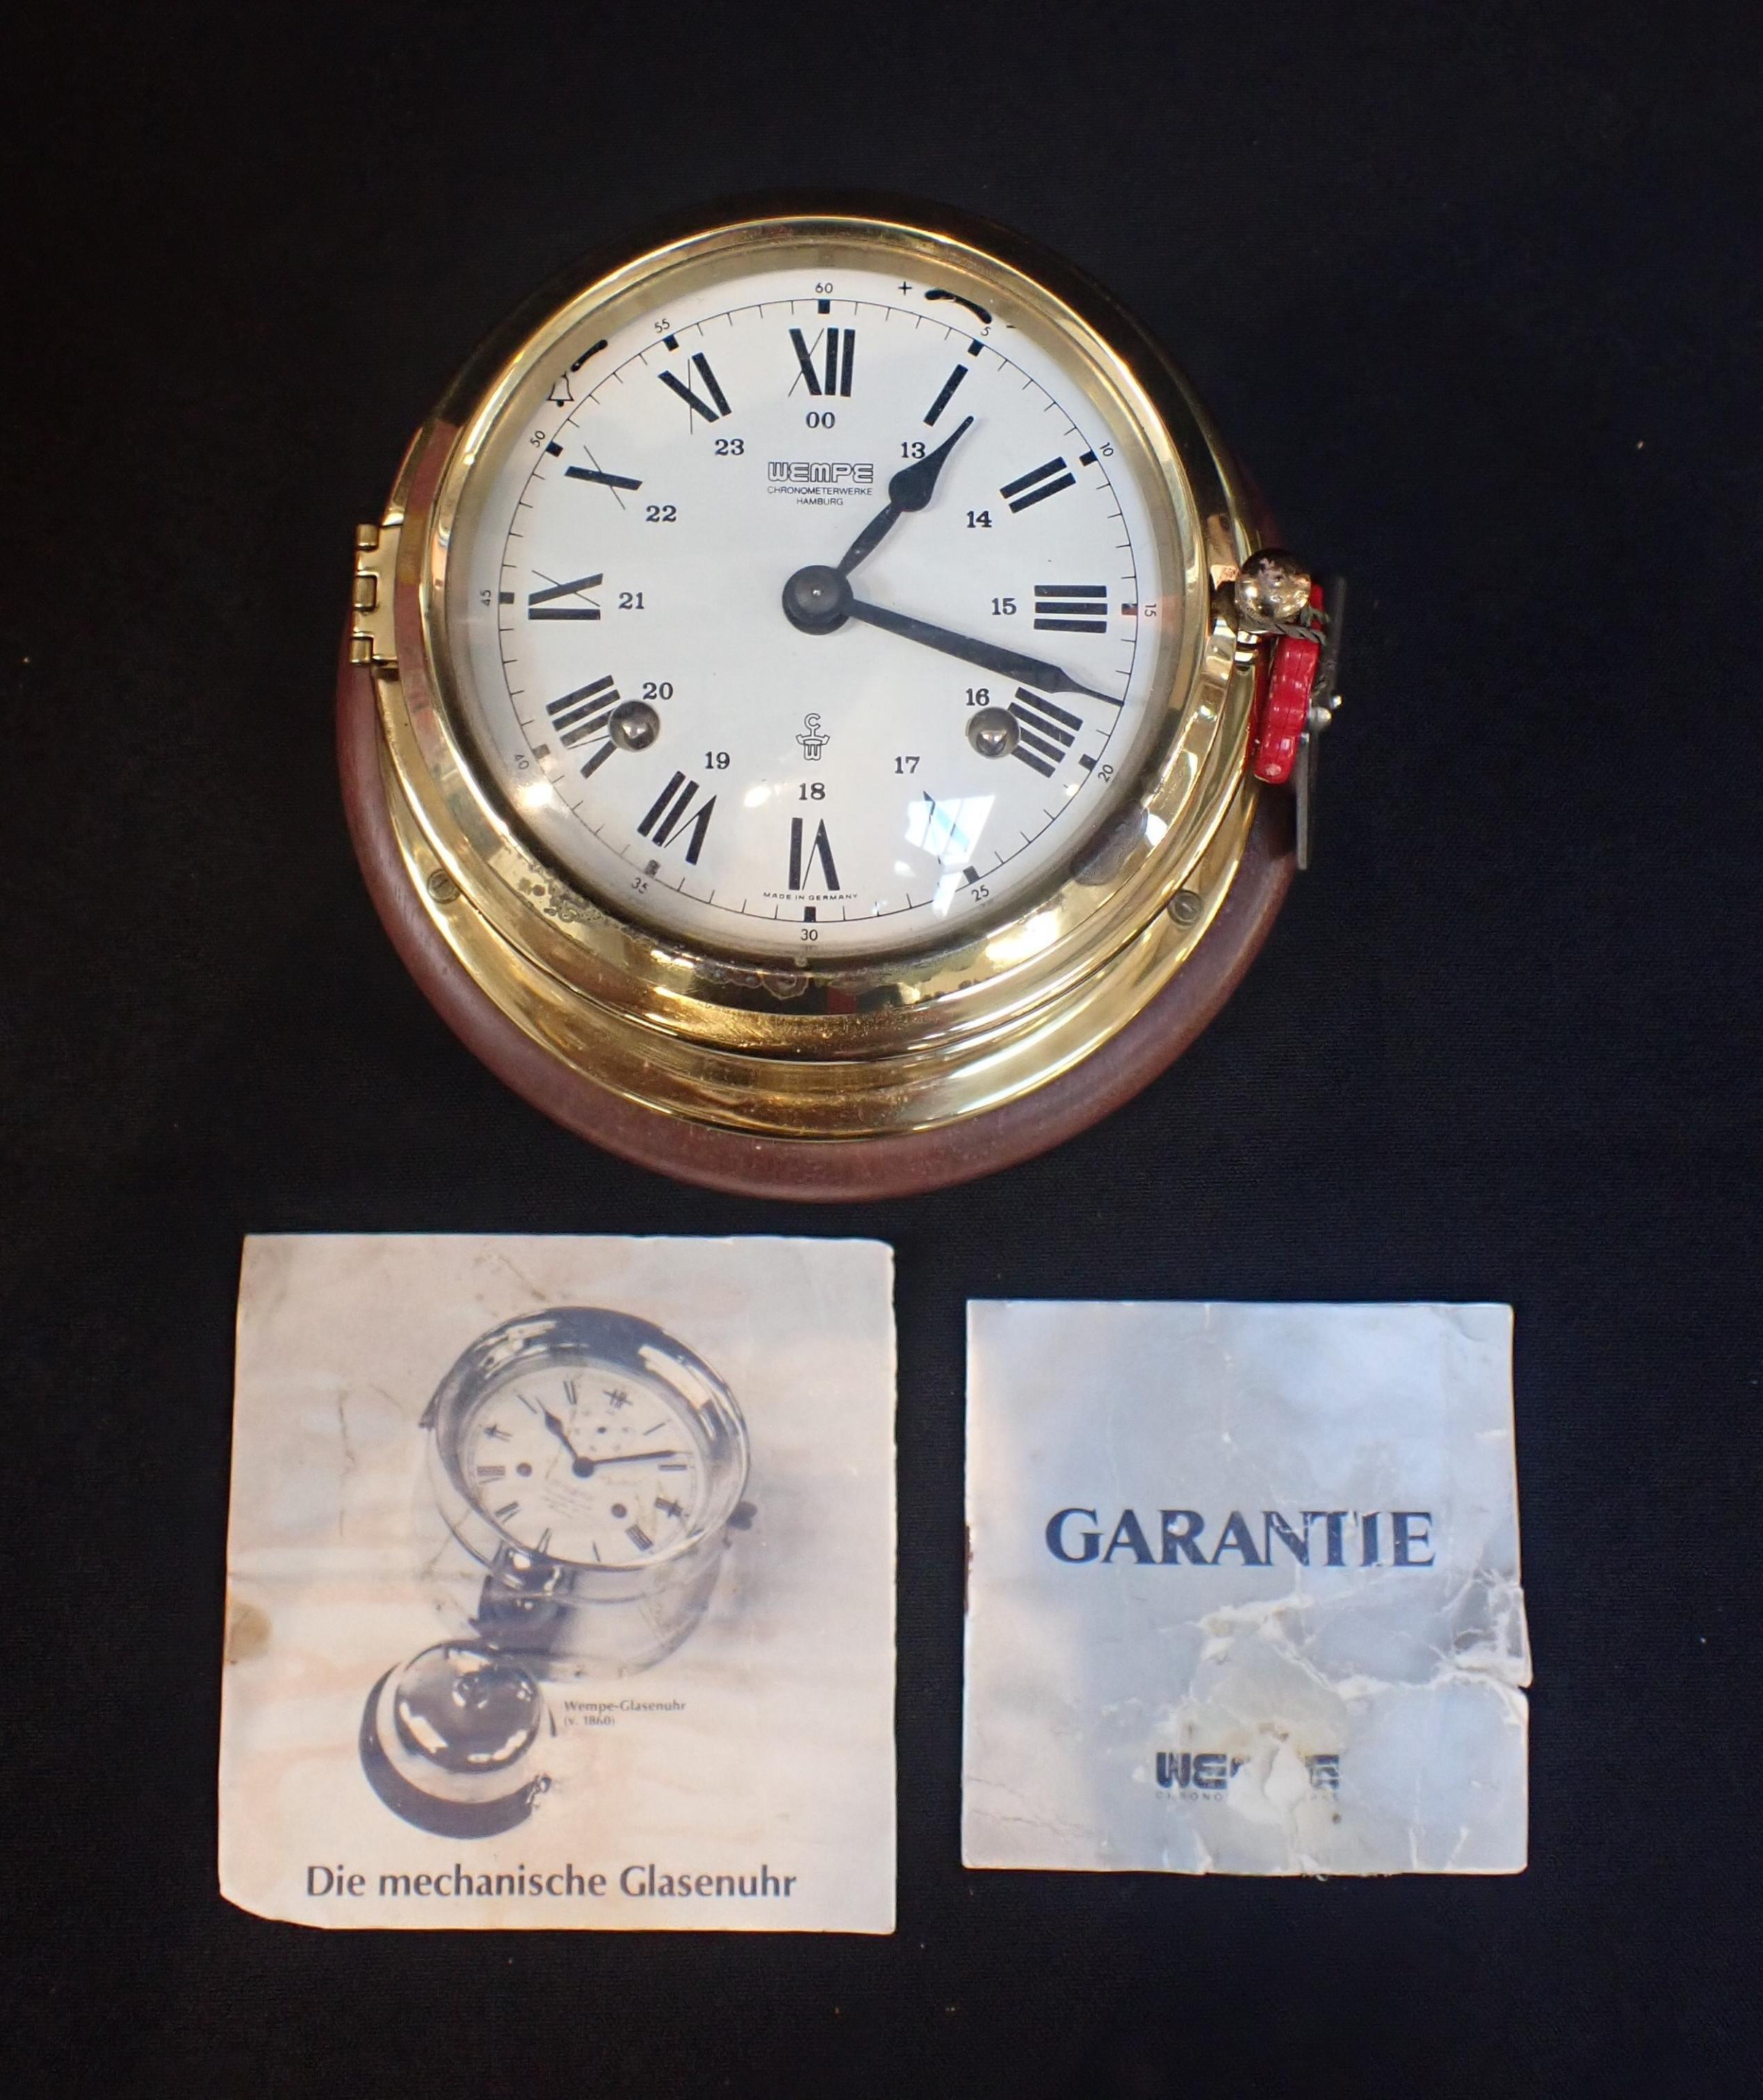 60
5
10
15
20
25
30
35
40
45
50
55
XII
I
II
III
IIII
VI
VII
VIII
IX
X
XI
00
13
14
15
16
17
18
19
20
21
22
23
+
WEMPE
CHRONOMETERWERKE
HAMBURG
C
W
MADE IN GERMANY
Wempe-Glasenuhr
(v. 1860)
Die mechanische Glasenuhr
GARANTIE